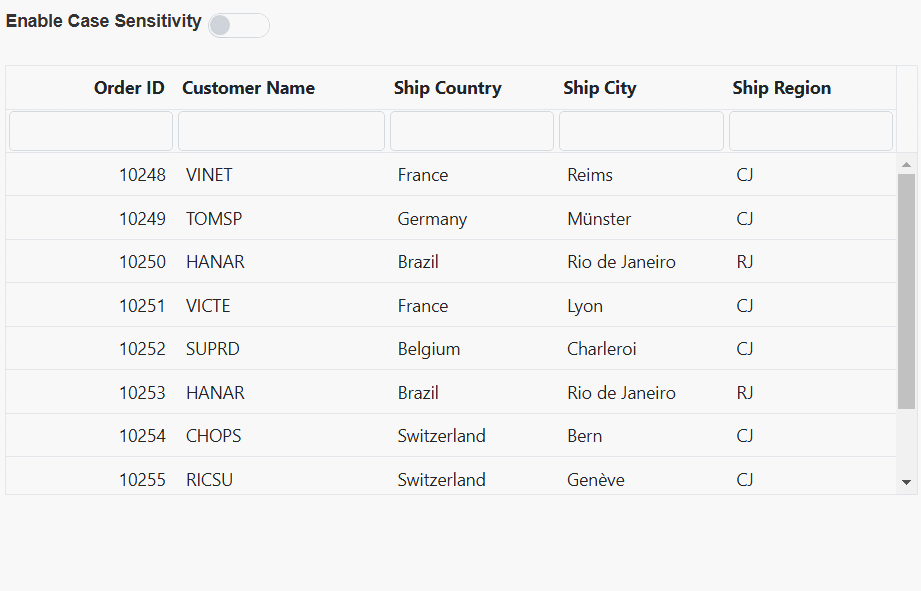 Enable Case Sensitivity
Order ID Customer Name Ship Country Ship City Ship Region
10248 VINET France Reims CJ
10249 TOMSP Germany Münster CJ
10250 HANAR Brazil Rio de Janeiro RJ
10251 VICTE France Lyon CJ
10252 SUPRD Belgium Charleroi CJ
10253 HANAR Brazil Rio de Janeiro RJ
10254 CHOPS Switzerland Bern CJ
10255 RICSU Switzerland Genève CJ